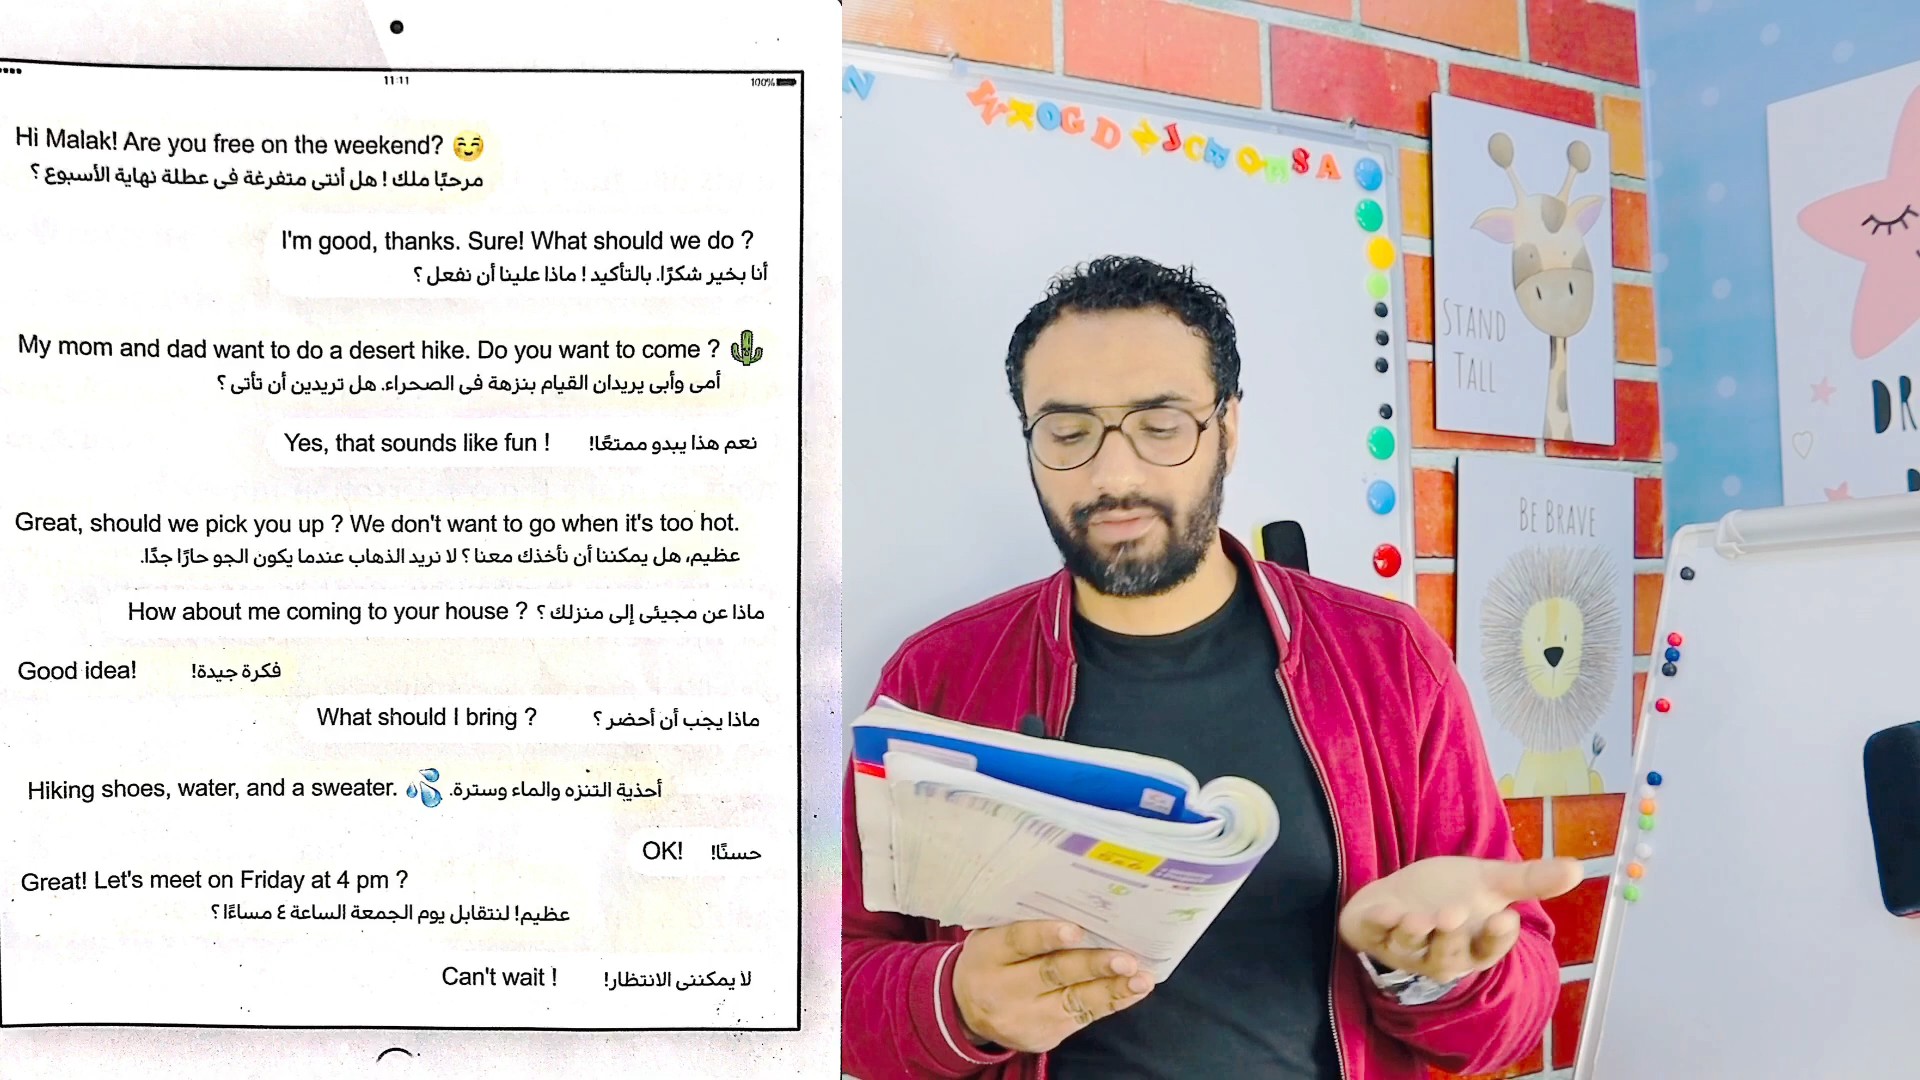 11:11
100%
Hi Malak! Are you free on the weekend? 😊
مرحبًا ملك ! هل أنتى متفرغة فى عطلة نهاية الأسبوع ؟
I'm good, thanks. Sure! What should we do ?
أنا بخير شكرًا. بالتأكيد ! ماذا علينا أن نفعل ؟
My mom and dad want to do a desert hike. Do you want to come ? 🌵
أمى وأبى يريدان القيام بنزهة فى الصحراء. هل تريدين أن تأتى ؟
Yes, that sounds like fun ! نعم هذا يبدو ممتعًا!
Great, should we pick you up ? We don't want to go when it's too hot.
عظيم، هل يمكننا أن نأخذك معنا ؟ لا نريد الذهاب عندما يكون الجو حارًا جدًا.
How about me coming to your house ? ماذا عن مجيئى إلى منزلك ؟
Good idea! فكرة جيدة!
What should I bring ? ماذا يجب أن أحضر ؟
Hiking shoes, water, and a sweater. 💦 أحذية التنزه والماء وسترة.
OK! حسنًا!
Great! Let's meet on Friday at 4 pm ?
عظيم! لنتقابل يوم الجمعة الساعة ٤ مساءًا ؟
Can't wait ! لا يمكننى الانتظار!
STAND
TALL
BE BRAVE
DR